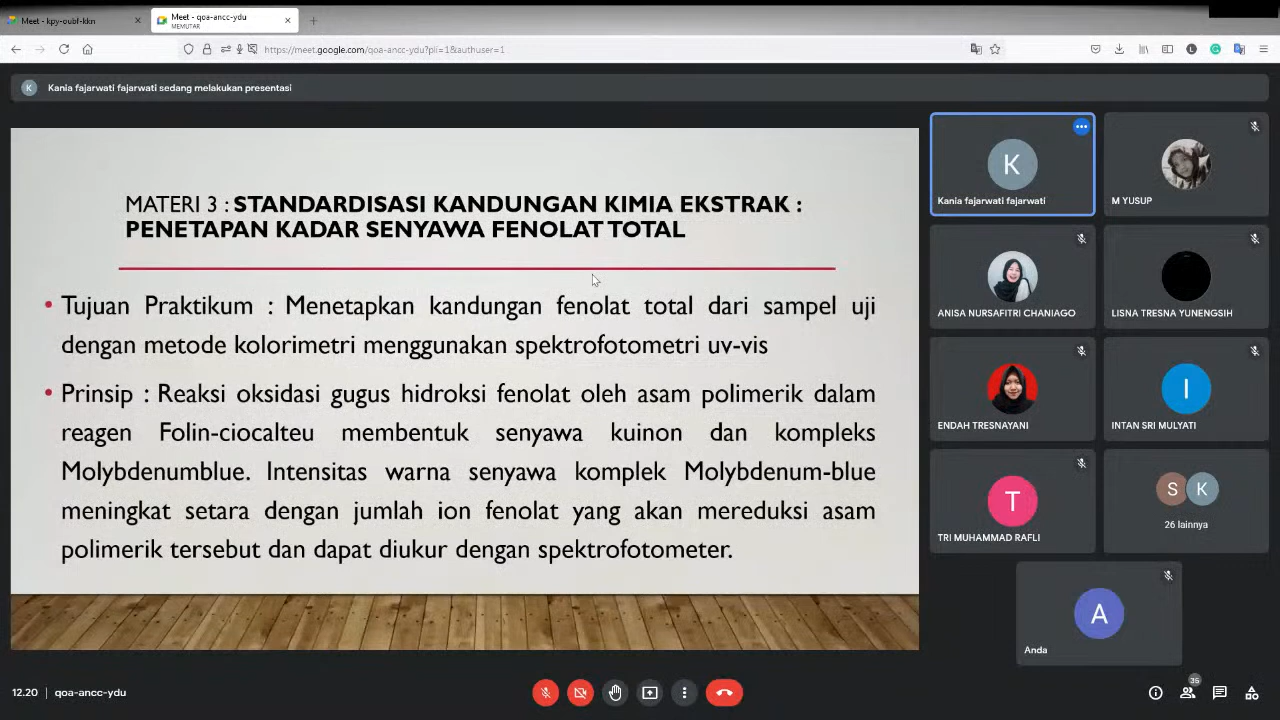 Meet - kpy-oubf-kkn
Meet - qoa-ancc-ydu
MEMUTAR
https://meet.google.com/qoa-ancc-ydu?pli=1&authuser=1
K
Kania fajarwati fajarwati sedang melakukan presentasi
MATERI 3 : STANDARDISASI KANDUNGAN KIMIA EKSTRAK :
PENETAPAN KADAR SENYAWA FENOLAT TOTAL
• Tujuan Praktikum : Menetapkan kandungan fenolat total dari sampel uji
dengan metode kolorimetri menggunakan spektrofotometri uv-vis
• Prinsip : Reaksi oksidasi gugus hidroksi fenolat oleh asam polimerik dalam
reagen Folin-ciocalteu membentuk senyawa kuinon dan kompleks
Molybdenumblue. Intensitas warna senyawa komplek Molybdenum-blue
meningkat setara dengan jumlah ion fenolat yang akan mereduksi asam
polimerik tersebut dan dapat diukur dengan spektrofotometer.
K
Kania fajarwati fajarwati
M YUSUP
ANISA NURSAFITRI CHANIAGO
LISNA TRESNA YUNENGSIH
ENDAH TRESNAYANI
I
INTAN SRI MULYATI
T
TRI MUHAMMAD RAFLI
S K
26 lainnya
A
Anda
12.20 | qoa-ancc-ydu
35